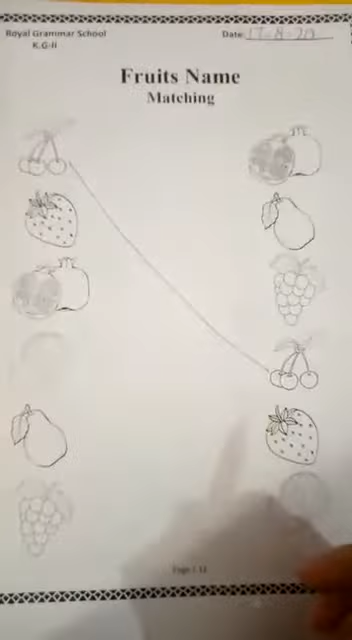 Royal Grammar School
K.G-II
Date:
Fruits Name
Matching